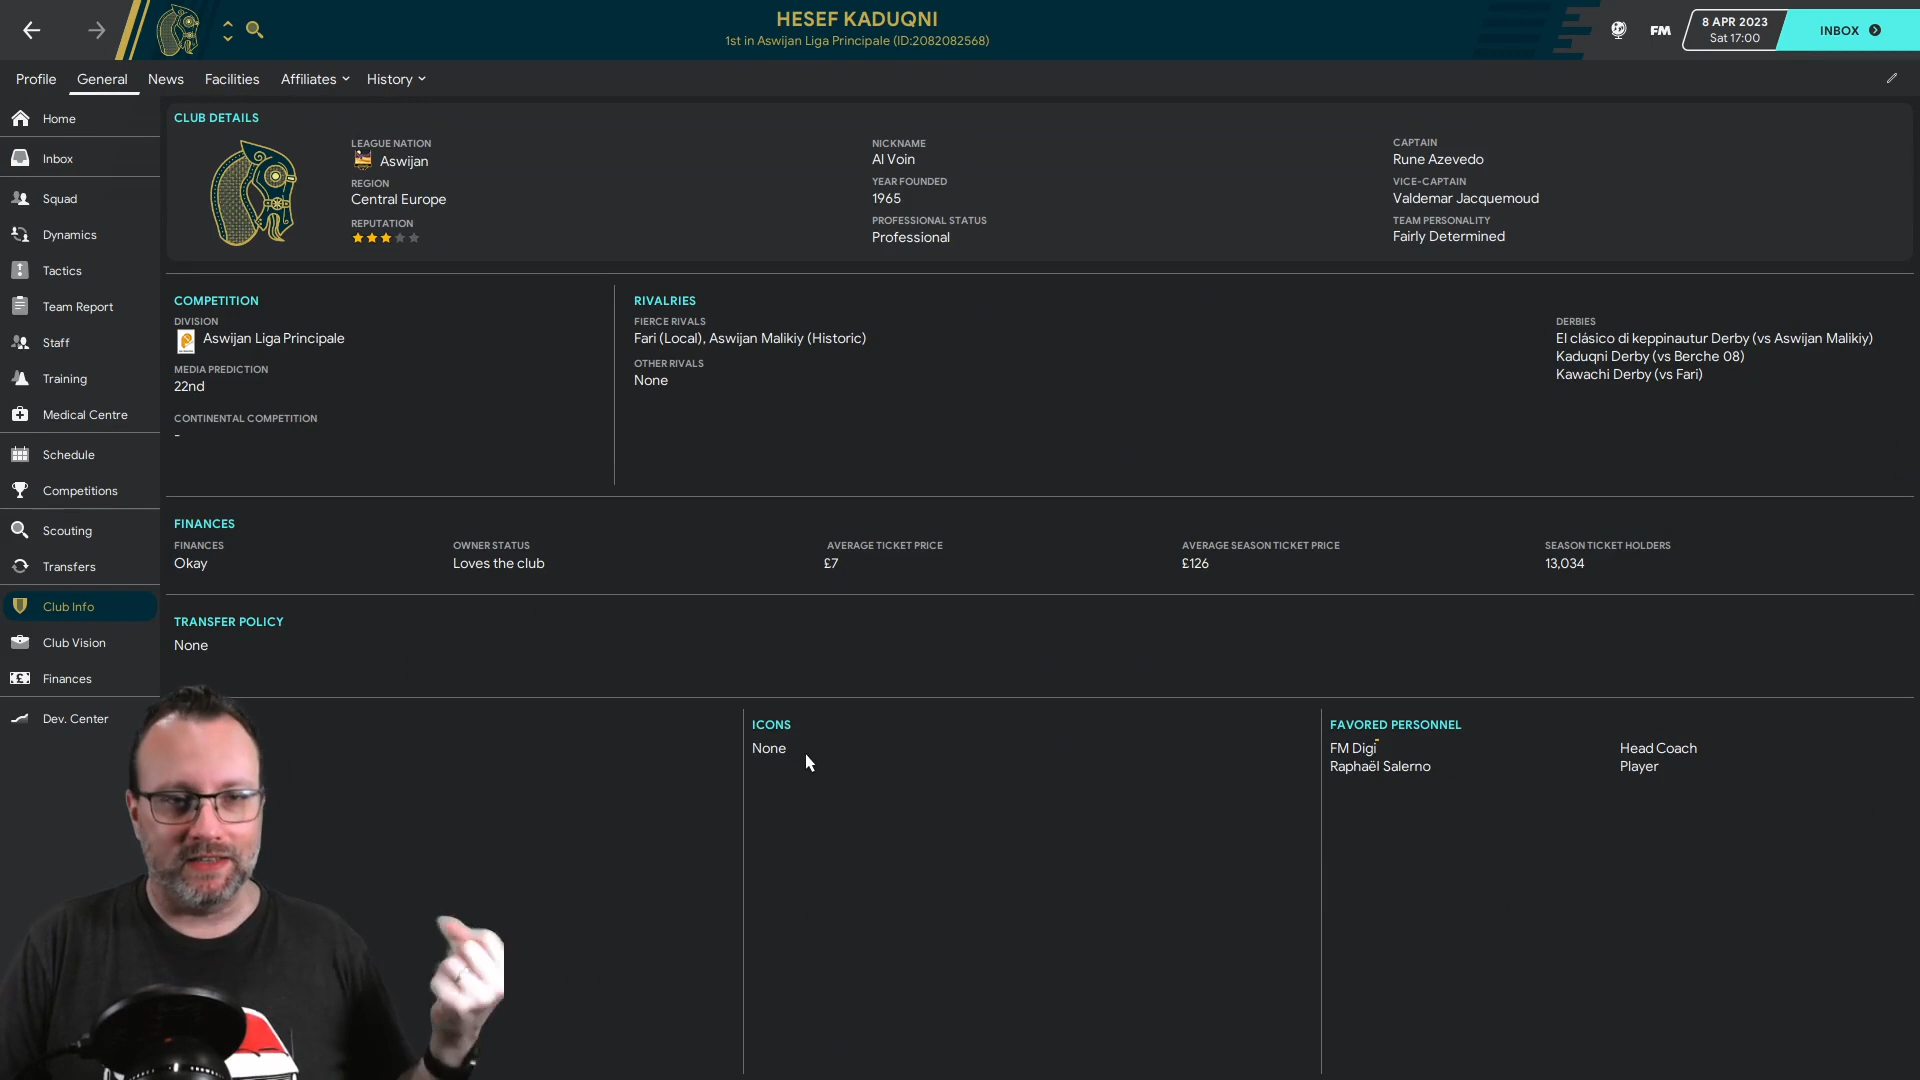 HESEF KADUQNI
1st in Aswijan Liga Principale (ID:2082082568)
FM
8 APR 2023
Sat 17:00
INBOX
Profile
General
News
Facilities
Affiliates
History
Home
Inbox
Squad
Dynamics
Tactics
Team Report
Staff
Training
Medical Centre
Schedule
Competitions
Scouting
Transfers
Club Info
Club Vision
Finances
Dev. Center
CLUB DETAILS
LEAGUE NATION
Aswijan
REGION
Central Europe
REPUTATION
NICKNAME
Al Voin
YEAR FOUNDED
1965
PROFESSIONAL STATUS
Professional
CAPTAIN
Rune Azevedo
VICE-CAPTAIN
Valdemar Jacquemoud
TEAM PERSONALITY
Fairly Determined
COMPETITION
DIVISION
Aswijan Liga Principale
MEDIA PREDICTION
22nd
CONTINENTAL COMPETITION
-
RIVALRIES
FIERCE RIVALS
Fari (Local), Aswijan Malikiy (Historic)
OTHER RIVALS
None
DERBIES
El clásico di keppinautur Derby (vs Aswijan Malikiy)
Kaduqni Derby (vs Berche 08)
Kawachi Derby (vs Fari)
FINANCES
FINANCES
Okay
OWNER STATUS
Loves the club
AVERAGE TICKET PRICE
£7
AVERAGE SEASON TICKET PRICE
£126
SEASON TICKET HOLDERS
13,034
TRANSFER POLICY
None
ICONS
None
FAVORED PERSONNEL
FM Digi Head Coach
Raphaël Salerno Player